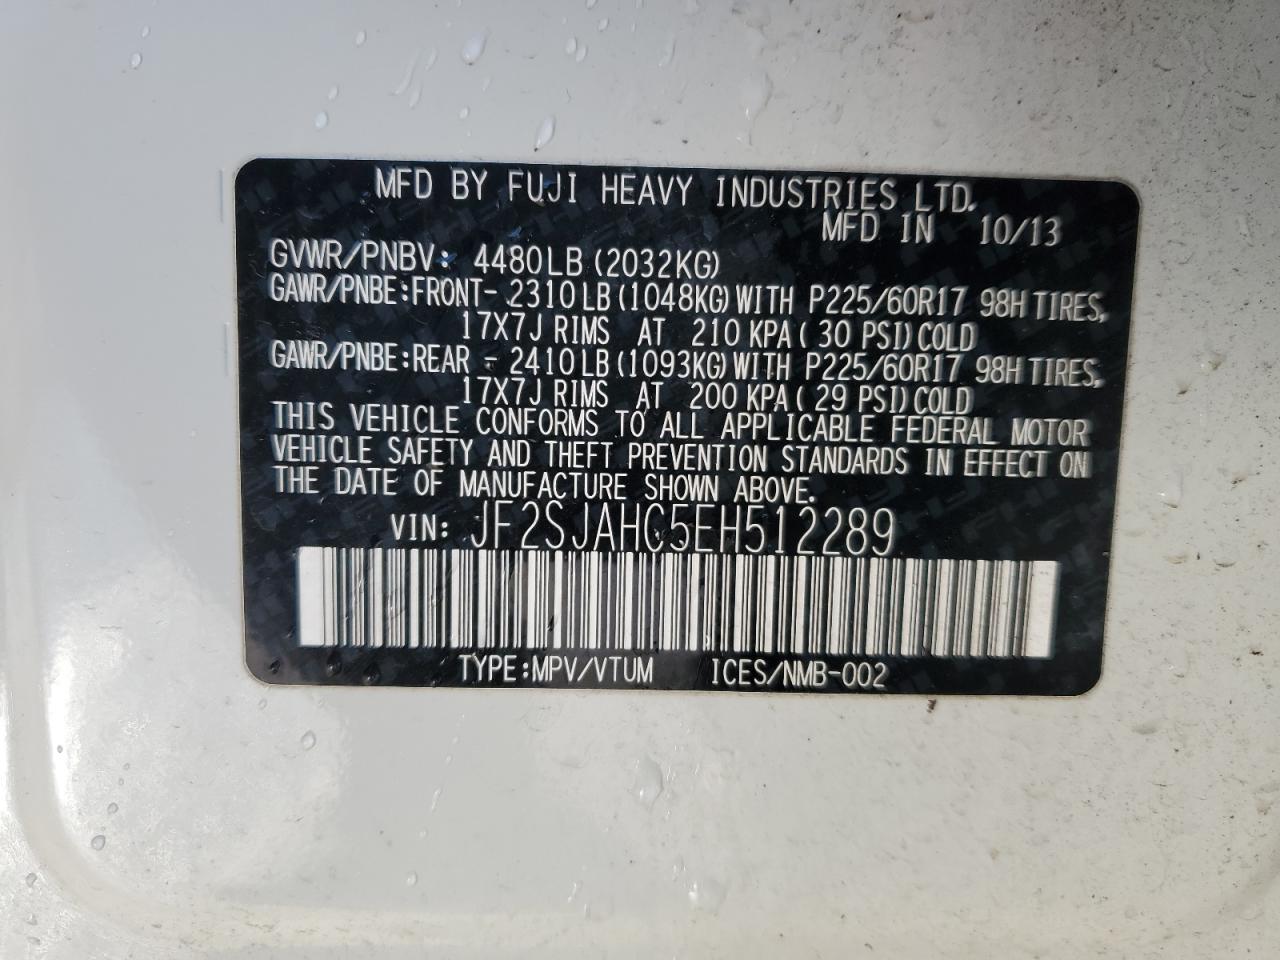 MFD BY FUJI HEAVY INDUSTRIES LTD.
MFD IN 10/13
GVWR/PNBV: 4480LB (2032KG)
GAWR/PNBE:FRONT- 2310LB (1048KG) WITH P225/60R17 98H TIRES,
17X7J RIMS AT 210 KPA ( 30 PSI) COLD
GAWR/PNBE:REAR - 2410LB (1093KG) WITH P225/60R17 98H TIRES,
17X7J RIMS AT 200 KPA ( 29 PSI) COLD
THIS VEHICLE CONFORMS TO ALL APPLICABLE FEDERAL MOTOR
VEHICLE SAFETY AND THEFT PREVENTION STANDARDS IN EFFECT ON
THE DATE OF MANUFACTURE SHOWN ABOVE.
VIN: JF2SJAHC5EH512289
TYPE:MPV/VTUM ICES/NMB-002